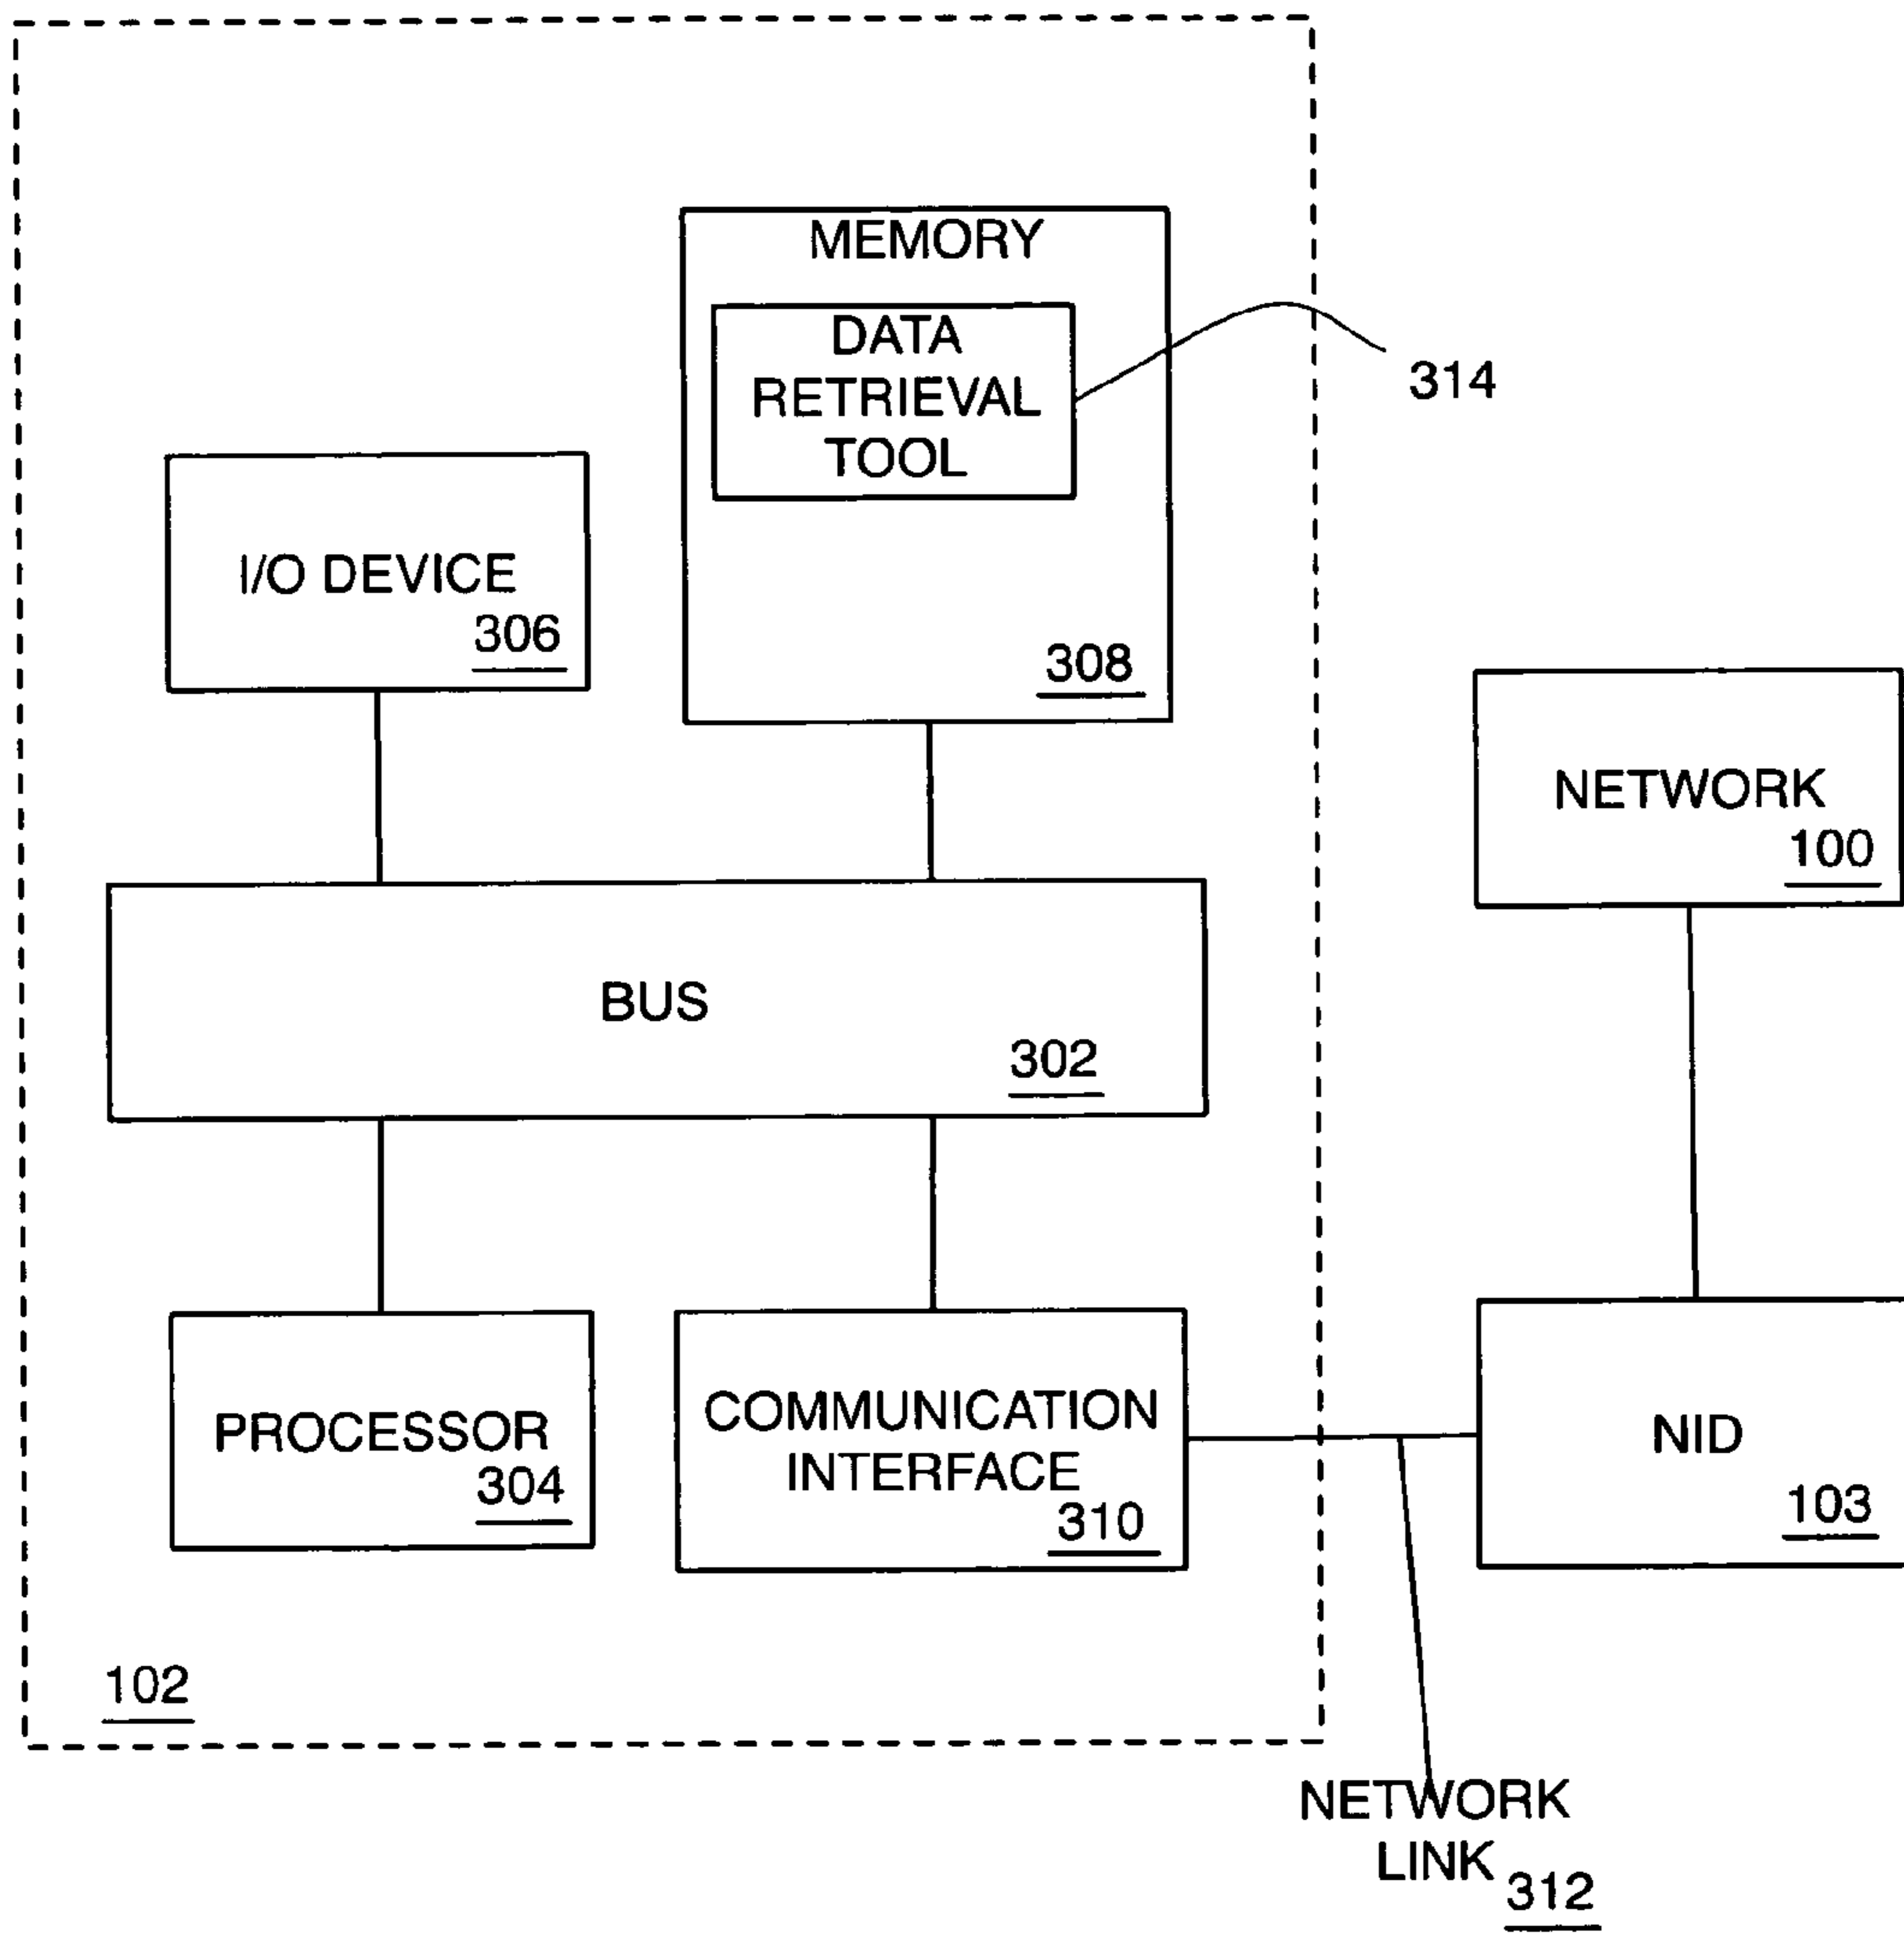 MEMORY
DATA
RETRIEVAL
TOOL
314
I/O DEVICE
306
308
NETWORK
100
BUS
302
PROCESSOR
304
COMMUNICATION
INTERFACE
310
NID
103
102
NETWORK
LINK
312